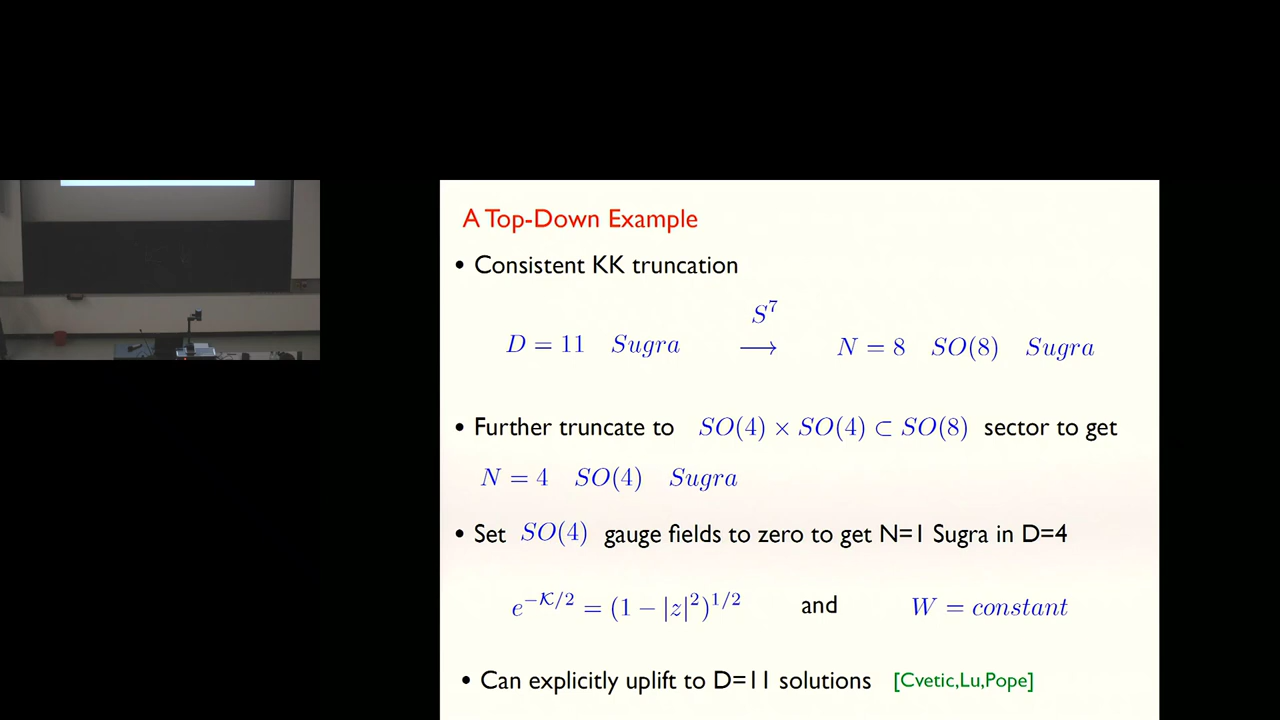 A Top-Down Example
• Consistent KK truncation
S^7
D = 11 Sugra ⟶ N = 8 SO(8) Sugra
• Further truncate to SO(4) × SO(4) ⊂ SO(8) sector to get
N = 4 SO(4) Sugra
• Set SO(4) gauge fields to zero to get N=1 Sugra in D=4
e^{-𝒦/2} = (1 − |z|^2)^{1/2} and W = constant
• Can explicitly uplift to D=11 solutions [Cvetic,Lu,Pope]